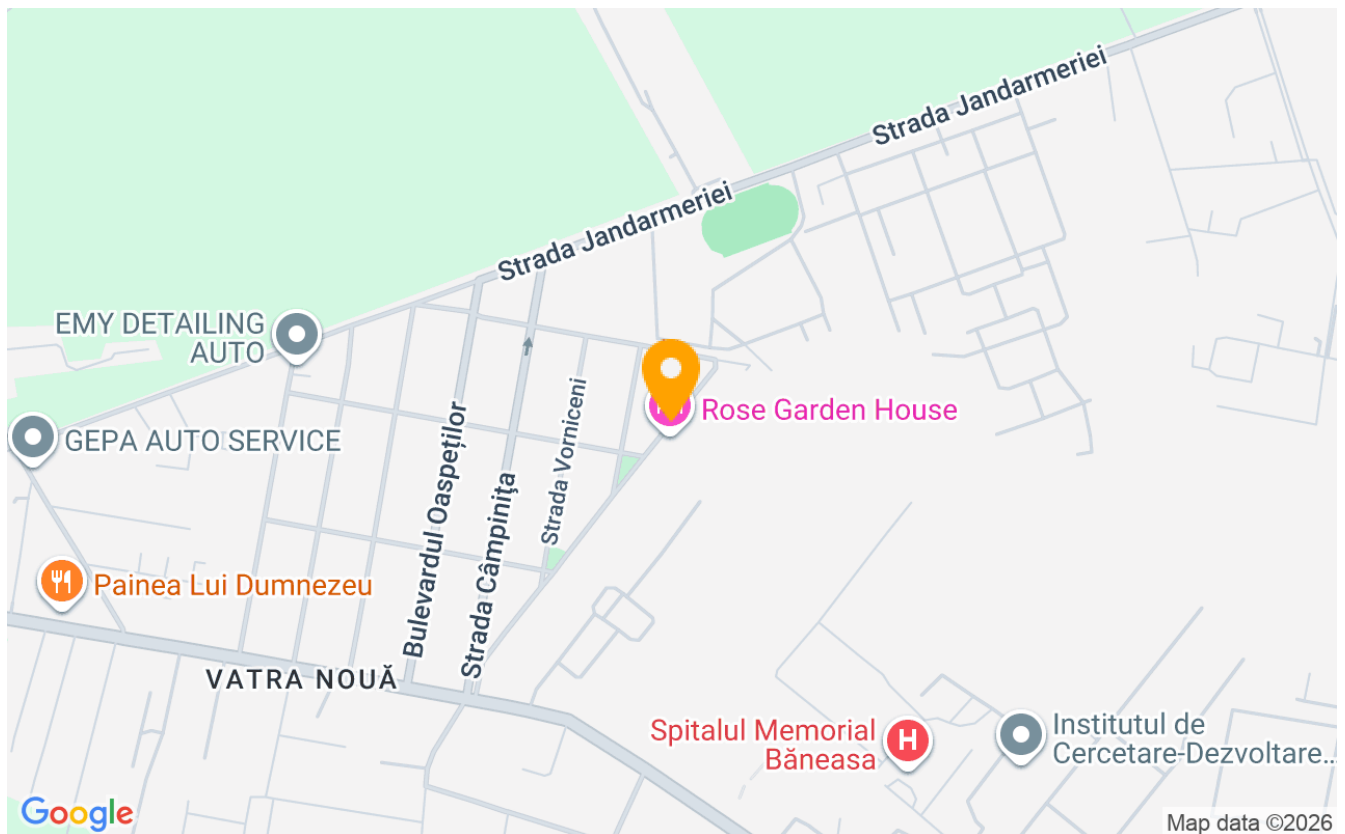 Strada Jandarmeriei
Strada Jandarmeriei
EMY DETAILING
AUTO
Rose Garden House
GEPA AUTO SERVICE
Bulevardul Oaspeților
Strada Câmpinița
Strada Vorniceni
Painea Lui Dumnezeu
VATRA NOUĂ
Spitalul Memorial
Băneasa
H
Institutul de
Cercetare-Dezvoltare...
Google
Map data ©2026